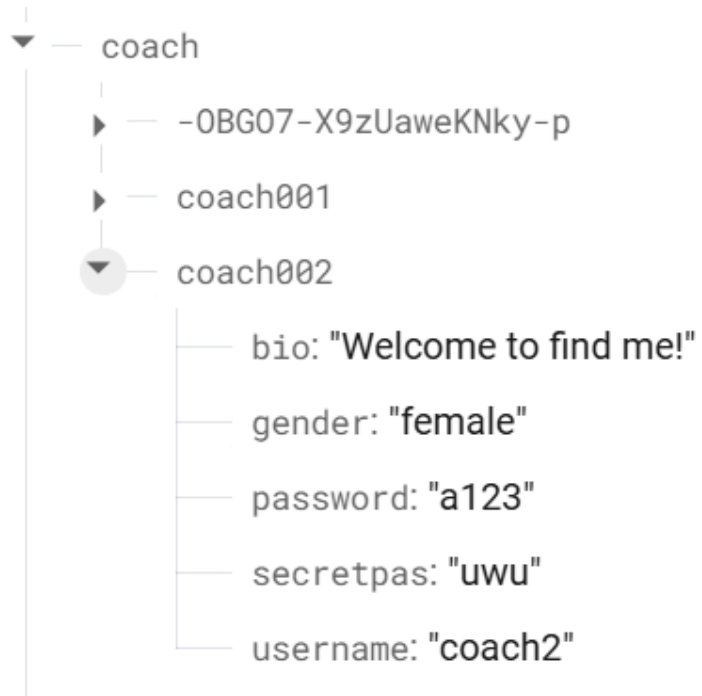 coach
-OBGO7-X9zUaweKNky-p
coach001
coach002
bio: "Welcome to find me!"
gender: "female"
password: "a123"
secretpas: "uwu"
username: "coach2"